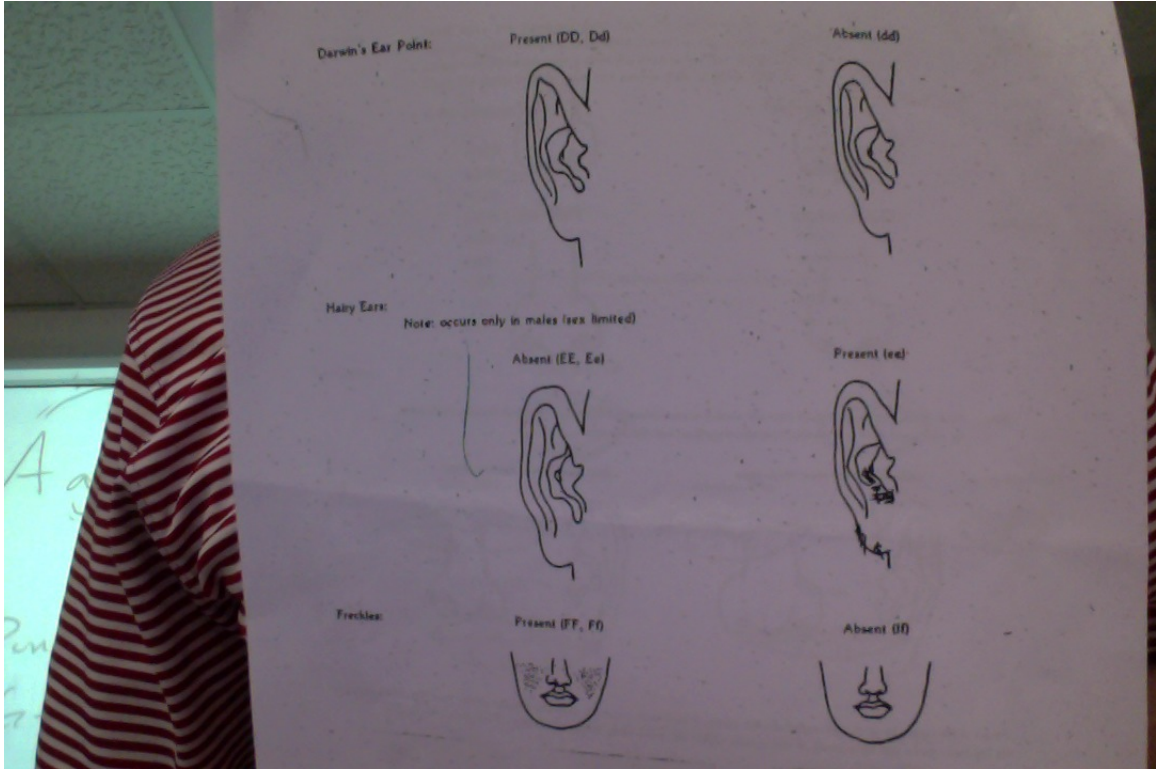 Darwin's Ear Point:
Present (DD, Dd)
Absent (dd)
Hairy Ears:
Note: occurs only in males (sex limited)
Absent (EE, Ee)
Present (ee)
Freckles:
Present (FF, Ff)
Absent (ff)
A